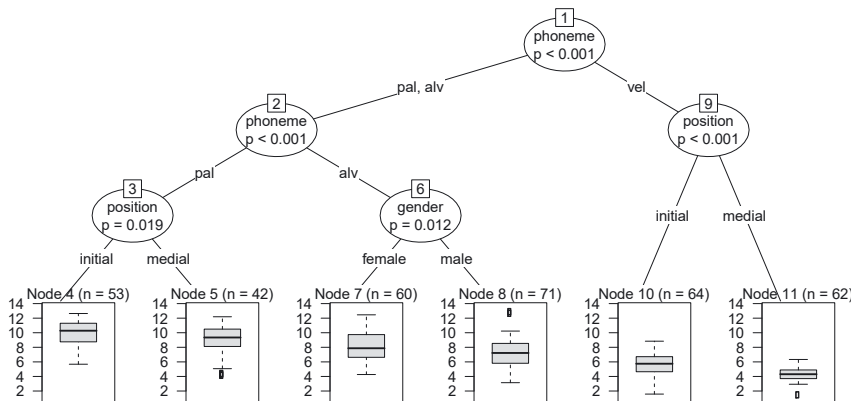 1
phoneme
p < 0.001
pal, alv
vel
2
phoneme
p < 0.001
9
position
p < 0.001
pal
alv
3
position
p = 0.019
6
gender
p = 0.012
initial
medial
initial
medial
female
male
Node 4 (n = 53)
14
12
10
8
6
4
2
Node 5 (n = 42)
14
12
10
8
6
4
2
Node 7 (n = 60)
14
12
10
8
6
4
2
Node 8 (n = 71)
14
12
10
8
6
4
2
Node 10 (n = 64)
14
12
10
8
6
4
2
Node 11 (n = 62)
14
12
10
8
6
4
2